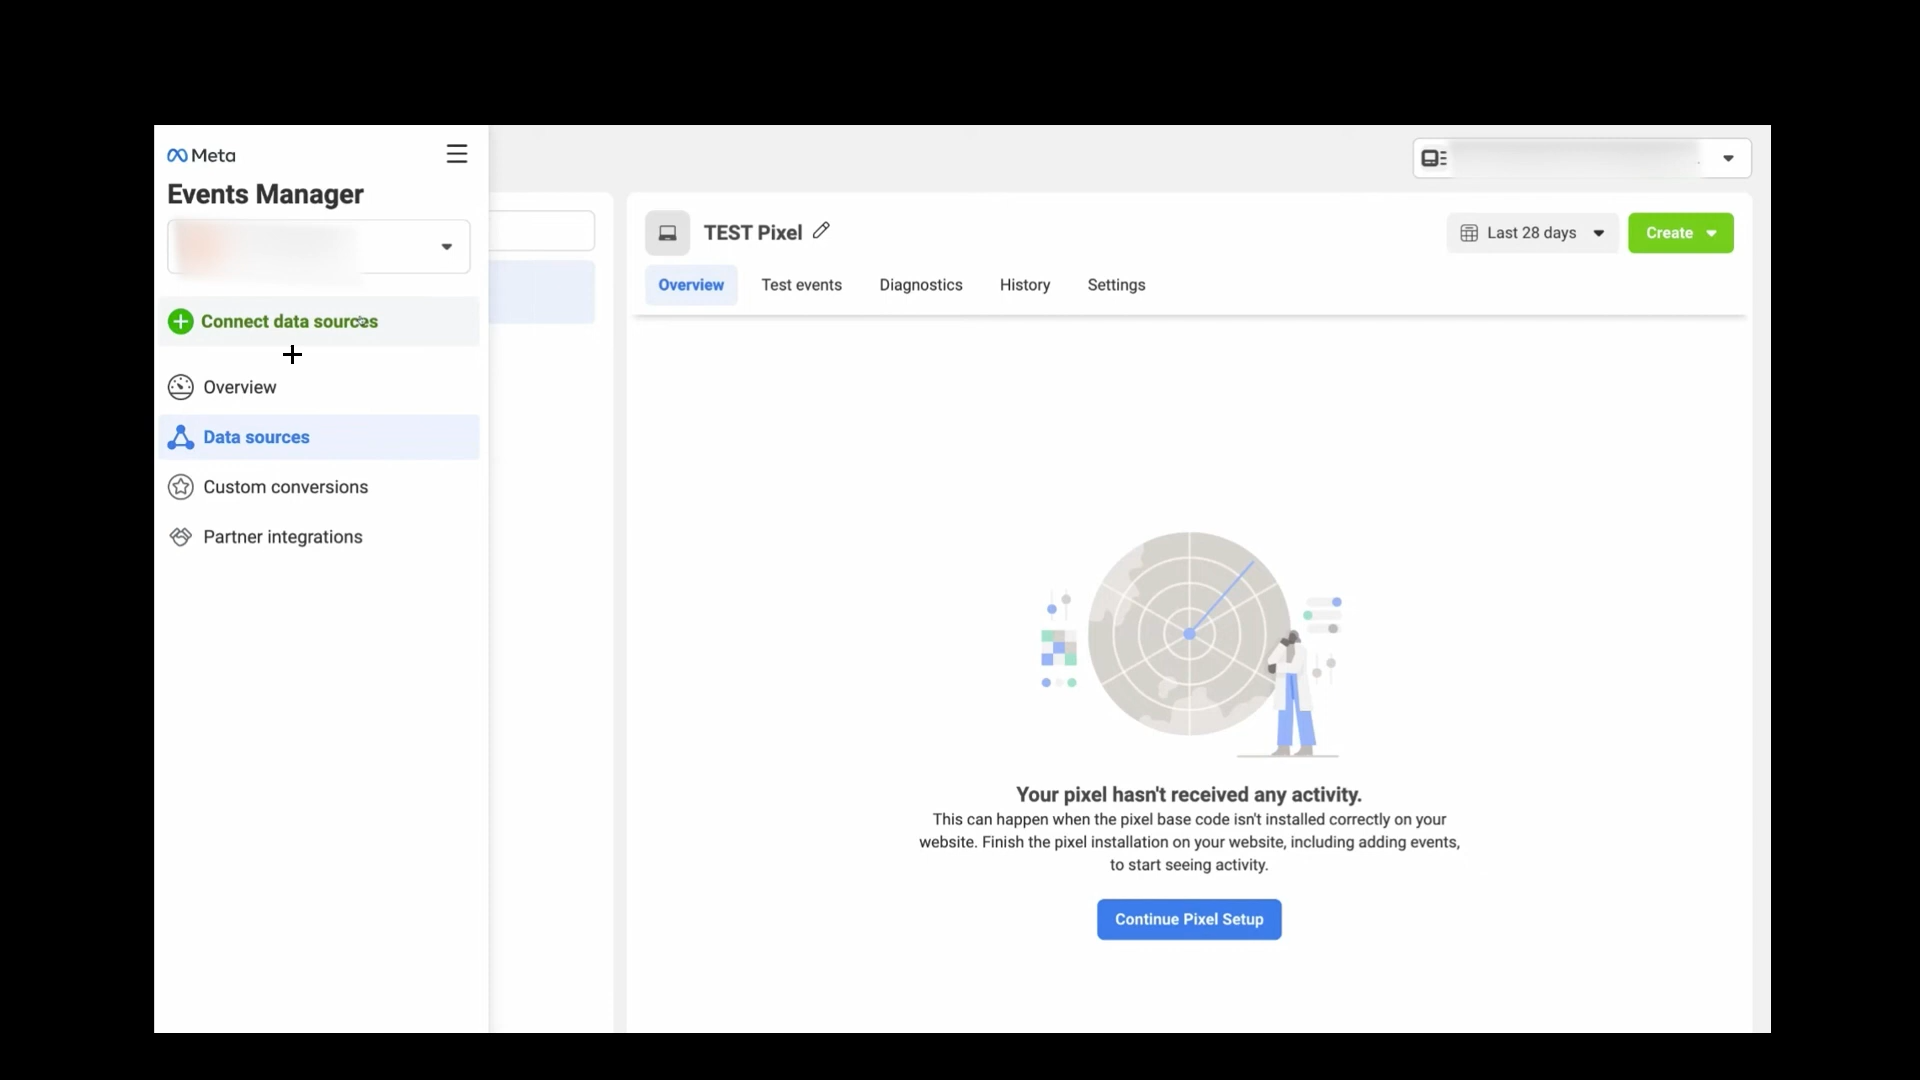 Meta
Events Manager
Connect data sources
Overview
Data sources
Custom conversions
Partner integrations
TEST Pixel
Last 28 days
Create
Overview
Test events
Diagnostics
History
Settings
Your pixel hasn't received any activity.
This can happen when the pixel base code isn't installed correctly on your
website. Finish the pixel installation on your website, including adding events,
to start seeing activity.
Continue Pixel Setup